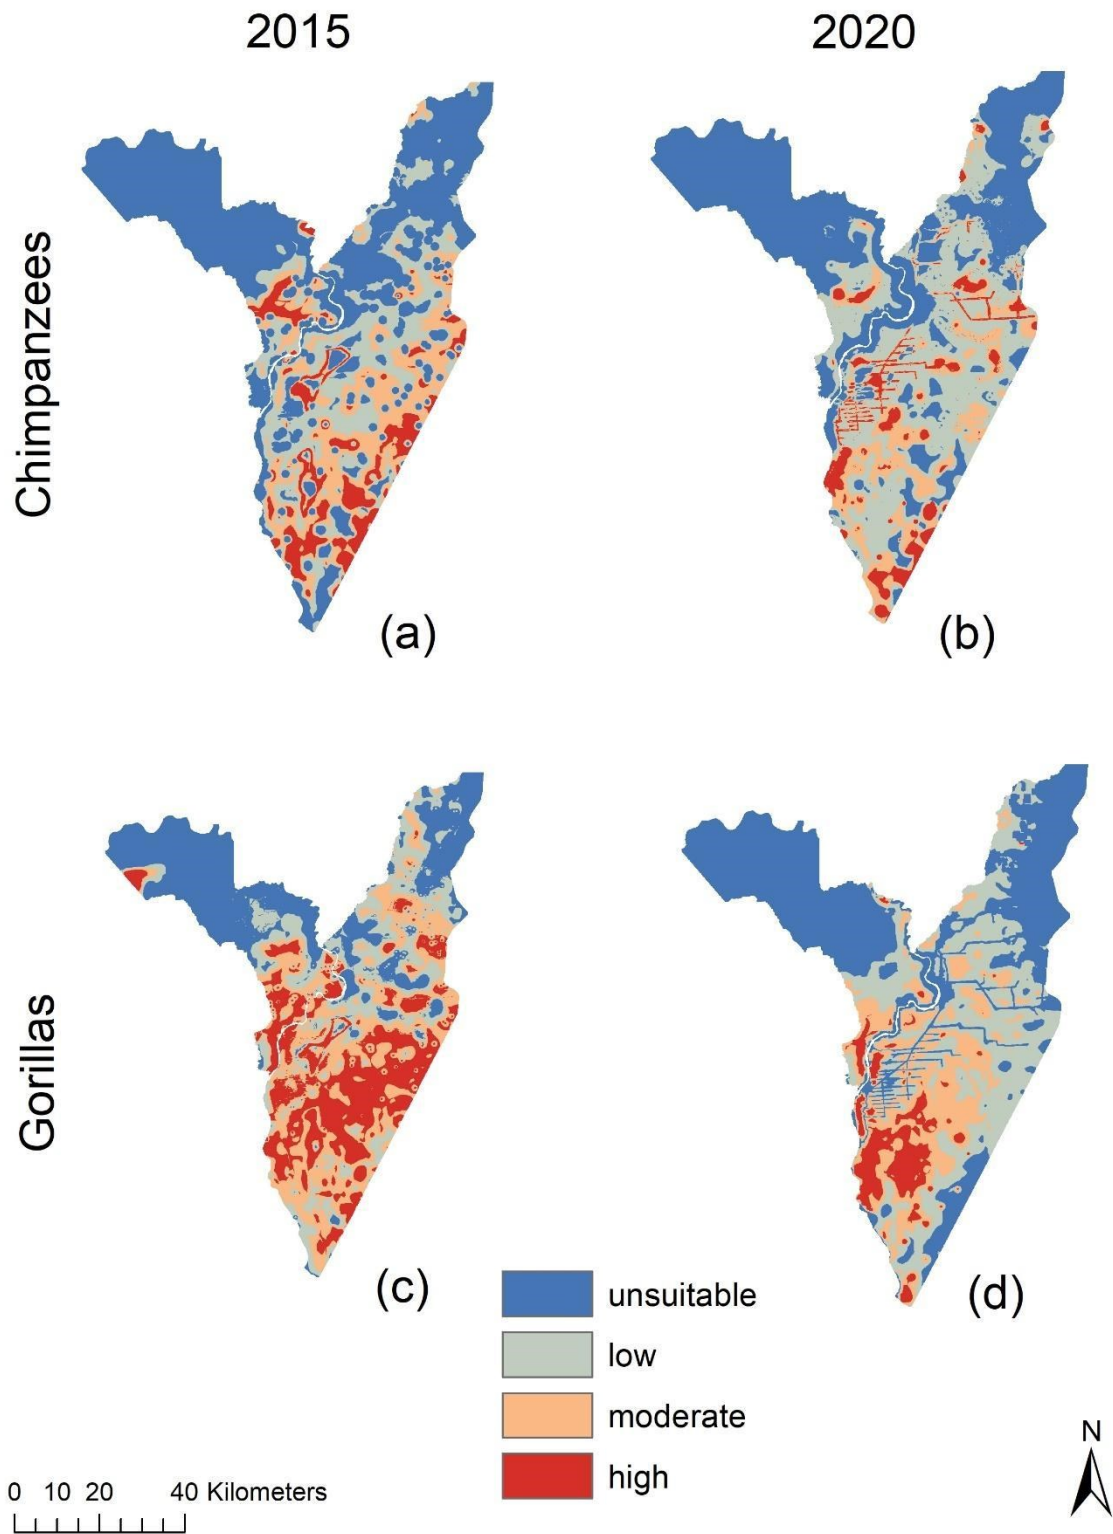 2015 2020
Chimpanzees
(a) (b)
Gorillas
(c) (d)
unsuitable
low
moderate
high
N
0 10 20 40 Kilometers